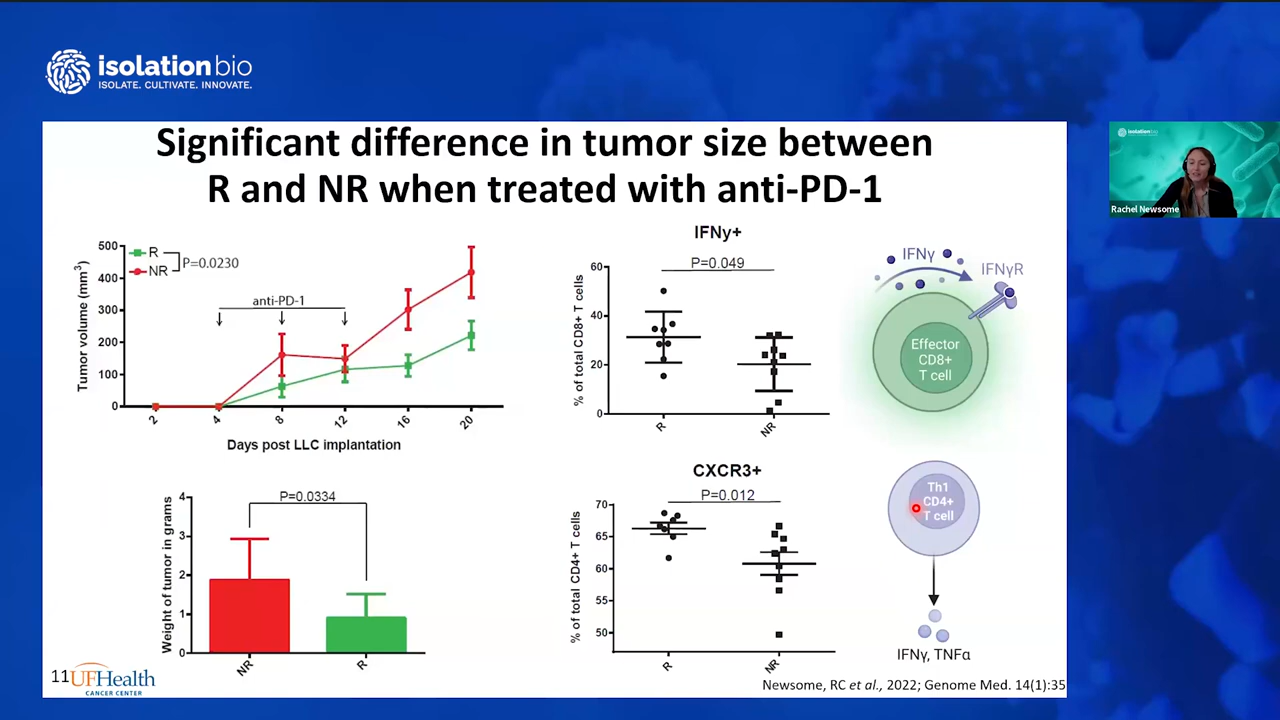 isolation bio
ISOLATE. CULTIVATE. INNOVATE.
Significant difference in tumor size between
R and NR when treated with anti-PD-1
isolation bio
Rachel Newsome
500
400
300
200
100
0
Tumor volume (mm3)
R
NR
P=0.0230
anti-PD-1
2
4
8
12
16
20
Days post LLC implantation
IFNy+
P=0.049
60
40
20
0
% of total CD8+ T cells
R
NR
IFNγ
IFNγR
Effector
CD8+
T cell
4
3
2
1
0
Weight of tumor in grams
P=0.0334
NR
R
CXCR3+
P=0.012
70
65
60
55
50
% of total CD4+ T cells
R
NR
Th1
CD4+
T cell
IFNγ, TNFα
11
UFHealth
CANCER CENTER
Newsome, RC et al., 2022; Genome Med. 14(1):35